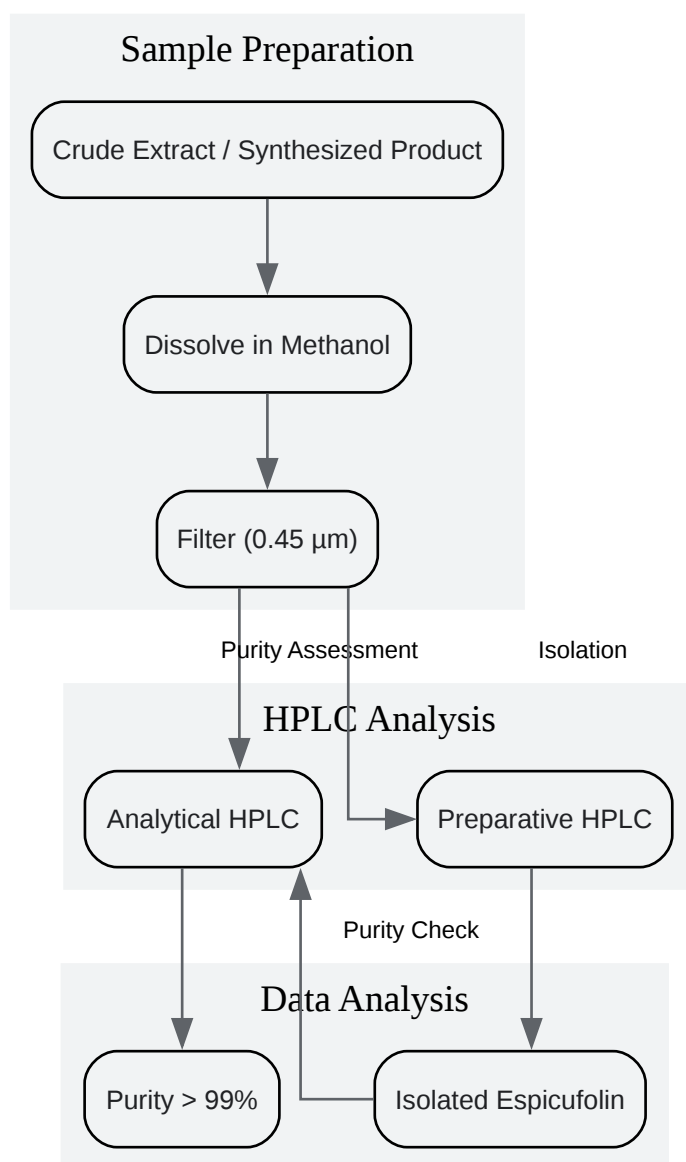 Sample Preparation
Crude Extract / Synthesized Product
Dissolve in Methanol
Filter (0.45 µm)
Purity Assessment
Isolation
HPLC Analysis
Analytical HPLC
Preparative HPLC
Purity Check
Data Analysis
Purity > 99%
Isolated Espicufolin